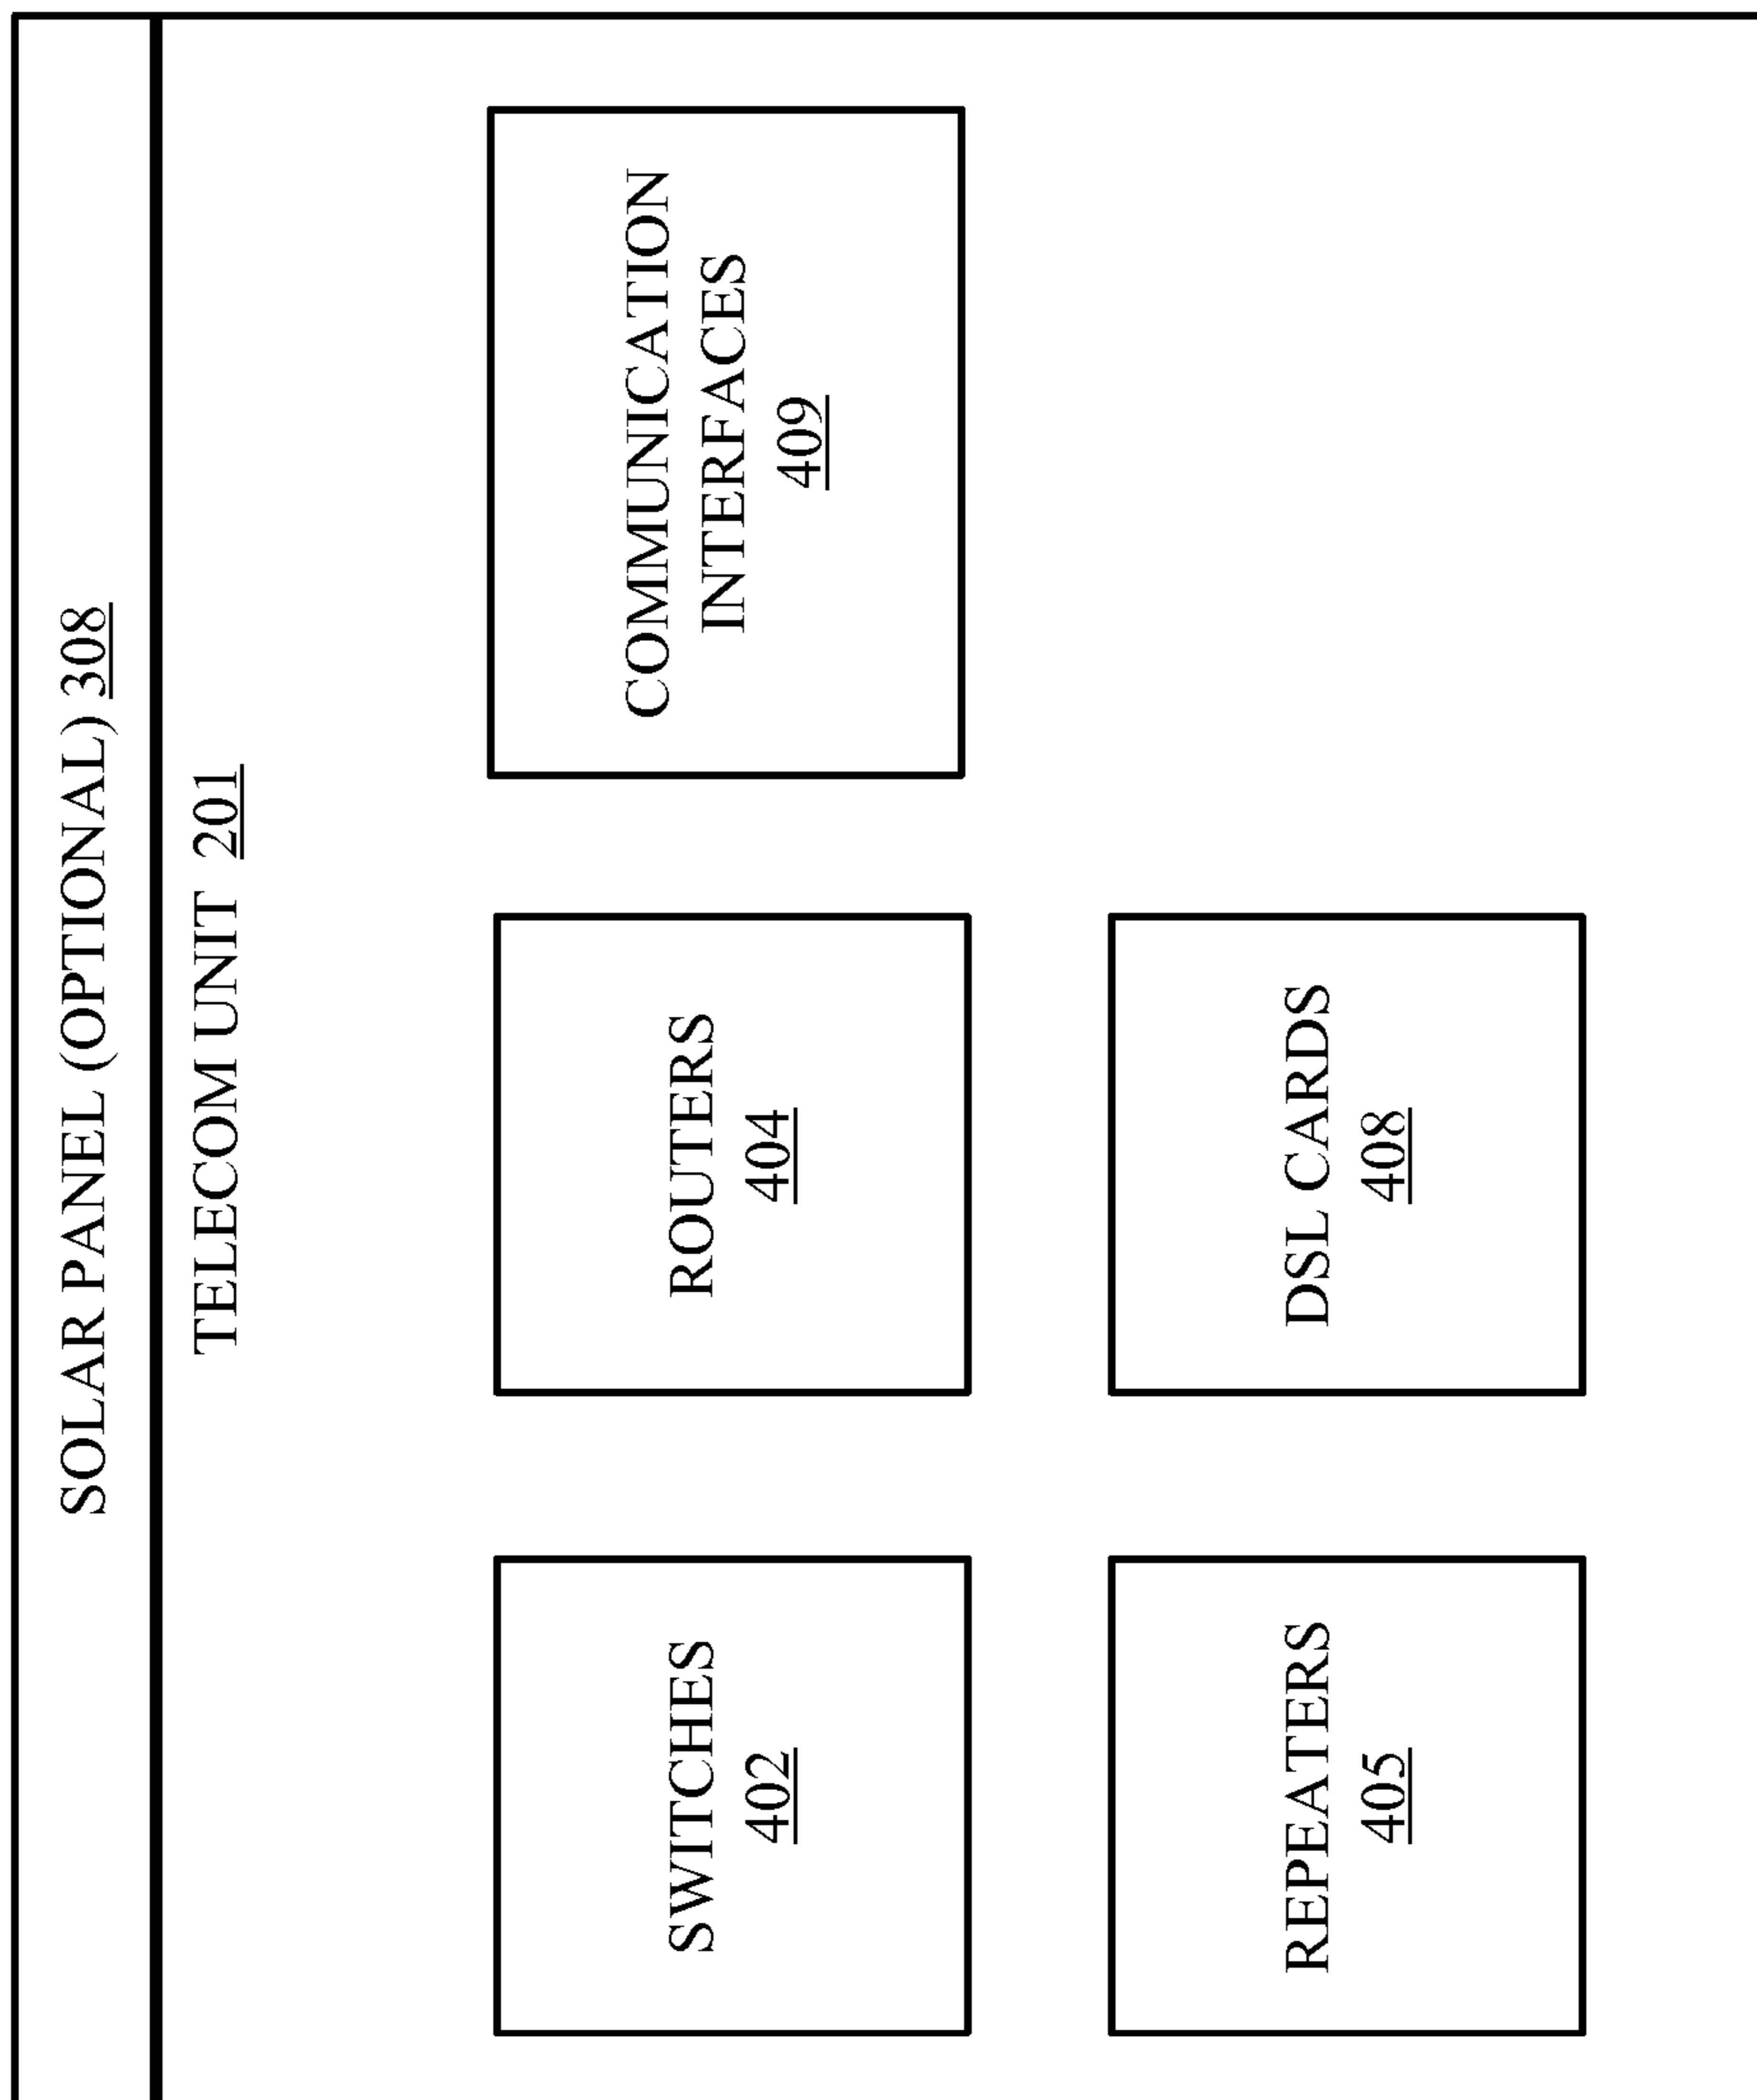 SOLAR PANEL (OPTIONAL) 308
TELECOM UNIT 201
SWITCHES
402
ROUTERS
404
COMMUNICATION
INTERFACES
409
REPEATERS
405
DSL CARDS
408